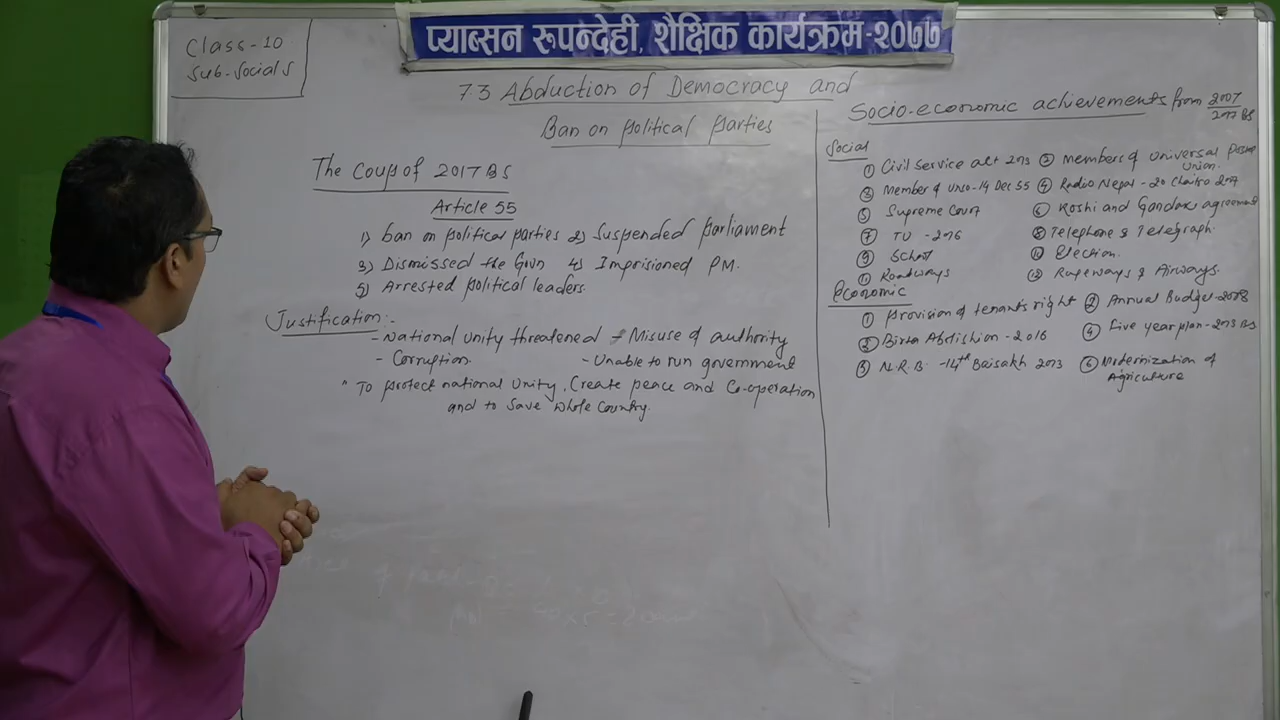 प्याब्सन रुपन्देही, शैक्षिक कार्यक्रम-२०७७
Class-10
Sub-Socials
7.3 Abduction of Democracy and
Ban on Political Parties
The Coup of 2017 BS
Article 55
1) Ban on political parties 2) Suspended Parliament
3) Dismissed the Govn 4) Imprisioned PM.
5) Arrested political leaders.
Justification:-
- National unity threatened - Misuse of authority
- Corruption. - Unable to run government
" To protect national unity, Create peace and Co-operation
and to Save whole Country.
Socio-economic achievements from 2007/2017 BS
Social
① Civil Service act 2013 ② Members of Universal Postal Union.
③ Member of UNO-14 Dec 55 ④ Radio Nepal - 20 Chaitra 2007
⑤ Supreme Court ⑥ Koshi and Gandak agreement
⑦ TU - 2016 ⑧ Telephone & Telegraph.
⑨ School ⑩ Election.
⑪ Roadways ⑫ Ropeways & Airways.
Economic
① Provision of tenants right ② Annual Budget-2008
③ Birta Abolishion - 2016 ④ Five year plan-2013 BS
⑤ N.R.B. -14th Baisakh 2013 ⑥ Modernization of
Agriculture